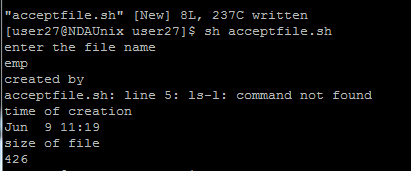 "acceptfile.sh" [New] 8L, 237C written
[user27@NDAUnix user27]$ sh acceptfile.sh
enter the file name
emp
created by
acceptfile.sh: line 5: ls-l: command not found
time of creation
Jun  9 11:19
size of file
426